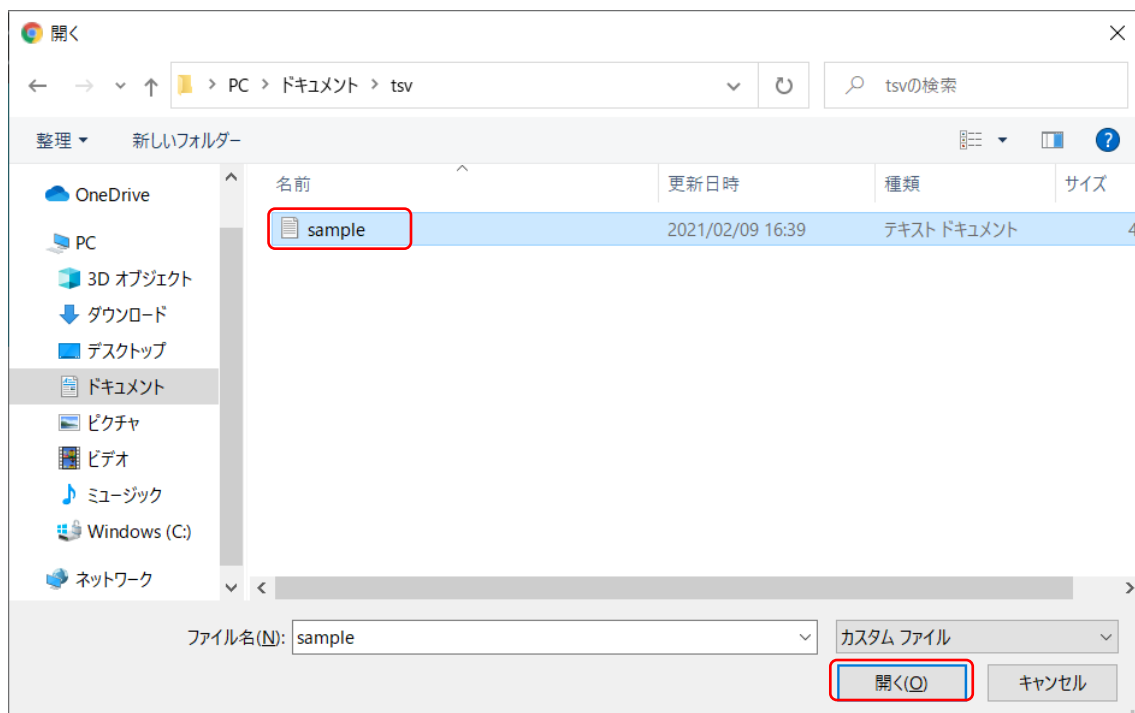 開く
PC > ドキュメント > tsv
tsvの検索
整理
新しいフォルダー
名前
更新日時
種類
サイズ
sample
2021/02/09 16:39
テキスト ドキュメント
4
OneDrive
PC
3D オブジェクト
ダウンロード
デスクトップ
ドキュメント
ピクチャ
ビデオ
ミュージック
Windows (C:)
ネットワーク
ファイル名(N):
sample
カスタム ファイル
開く(O)
キャンセル